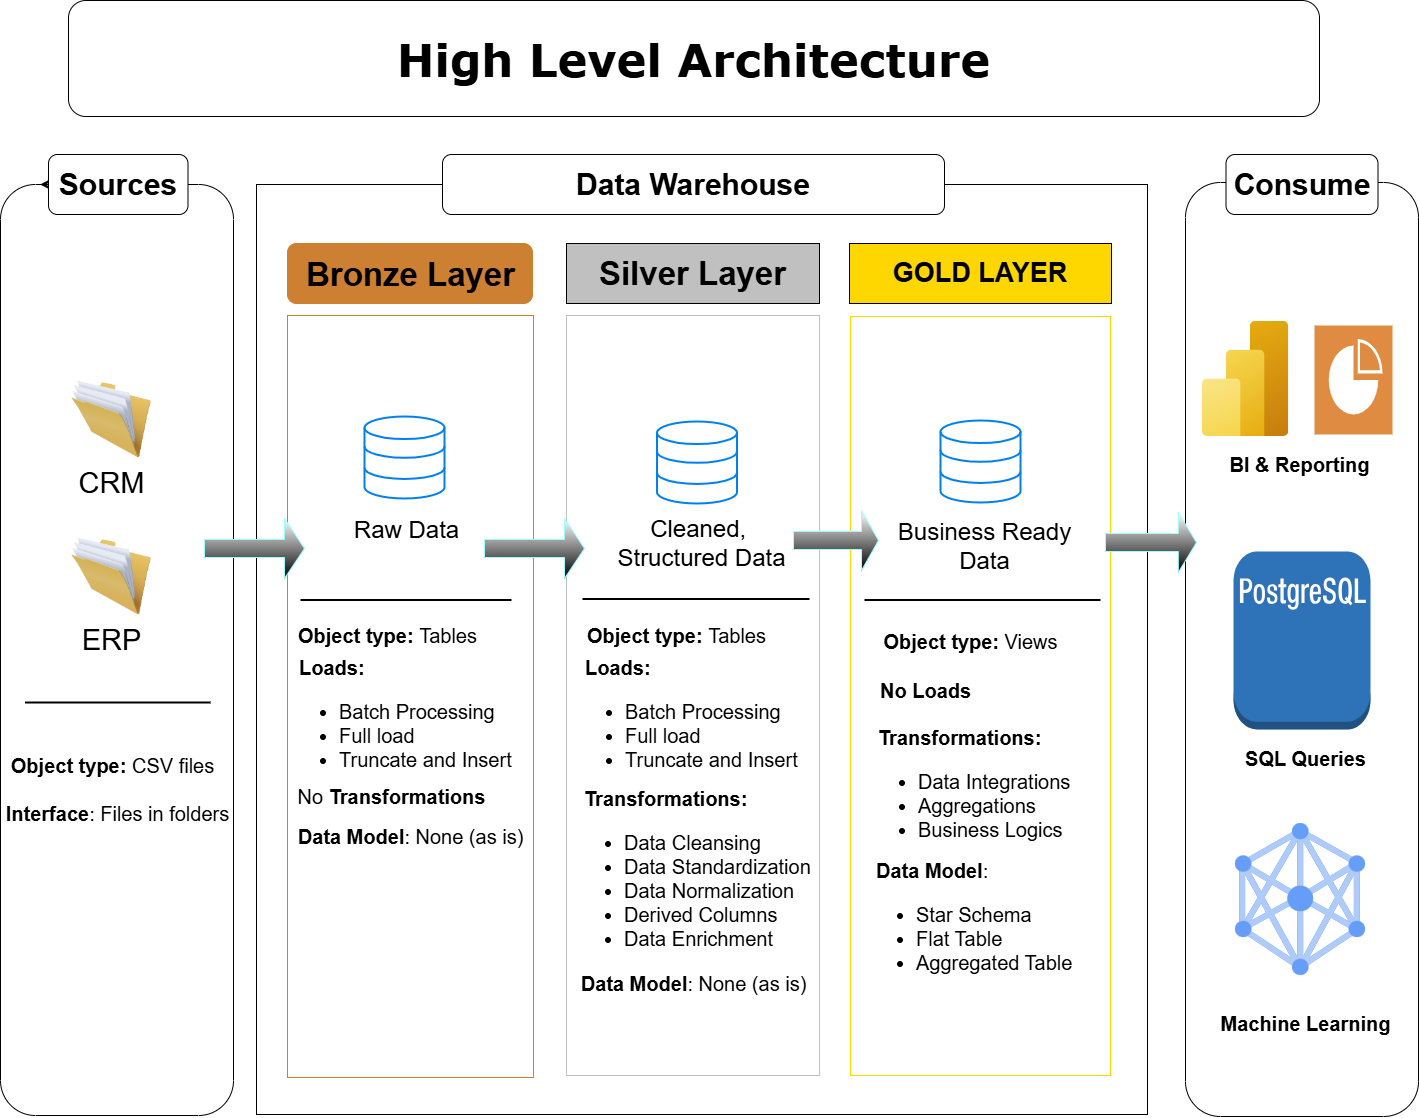 High Level Architecture
Sources
CRM
ERP
Object type: CSV files
Interface: Files in folders
Data Warehouse
Bronze Layer
Raw Data
Object type: Tables
Loads:
• Batch Processing
• Full load
• Truncate and Insert
No Transformations
Data Model: None (as is)
Silver Layer
Cleaned,
Structured Data
Object type: Tables
Loads:
• Batch Processing
• Full load
• Truncate and Insert
Transformations:
• Data Cleansing
• Data Standardization
• Data Normalization
• Derived Columns
• Data Enrichment
Data Model: None (as is)
GOLD LAYER
Business Ready
Data
Object type: Views
No Loads
Transformations:
• Data Integrations
• Aggregations
• Business Logics
Data Model:
• Star Schema
• Flat Table
• Aggregated Table
Consume
BI & Reporting
PostgreSQL
SQL Queries
Machine Learning